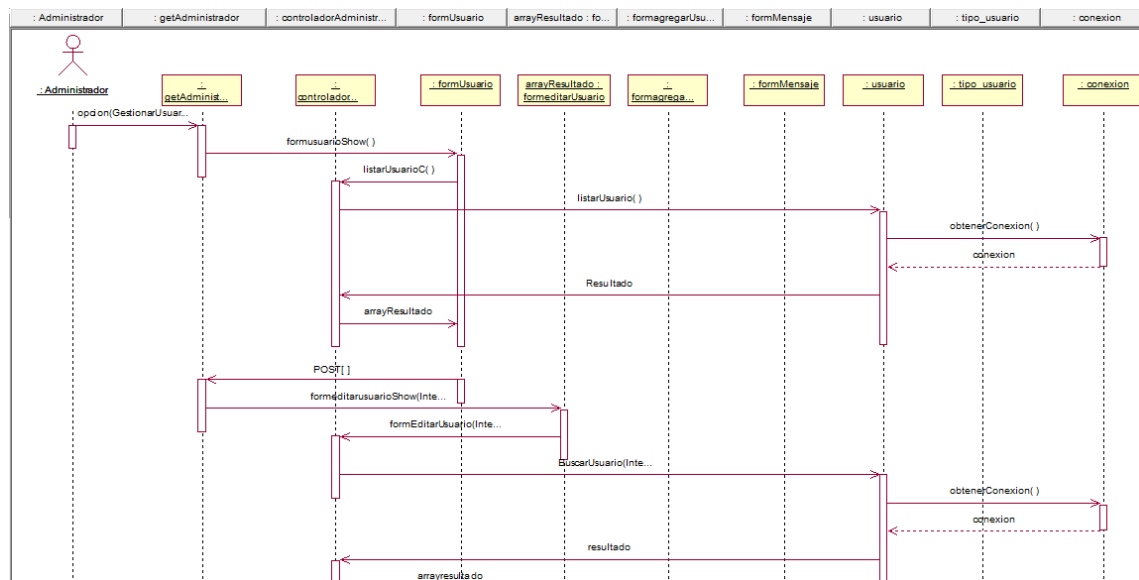 : Administrador
: getAdministrador
: controladorAdministr...
: formUsuario
arrayResultado : fo...
: formagregarUsu...
: formMensaje
: usuario
: tipo_usuario
: conexion
: Administrador
:
getAdminist...
:
controlador...
: formUsuario
arrayResultado :
formeditarUsuario
:
formagrega...
: formMensaje
: usuario
: tipo_usuario
: conexion
opcion(GestionarUsuar...
formusuarioShow( )
listarUsuarioC( )
listarUsuario( )
obtenerConexion( )
conexion
Resultado
arrayResultado
POST[ ]
formeditarusuarioShow(Inte...
formEditarUsuario(Inte...
BuscarUsuario(Inte...
obtenerConexion( )
conexion
resultado
arrayresultado